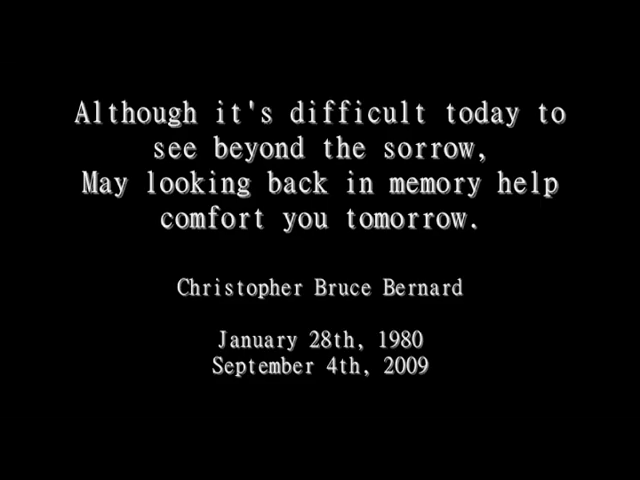 Although it's difficult today to
see beyond the sorrow,
May looking back in memory help
comfort you tomorrow.
Christopher Bruce Bernard
January 28th, 1980
September 4th, 2009